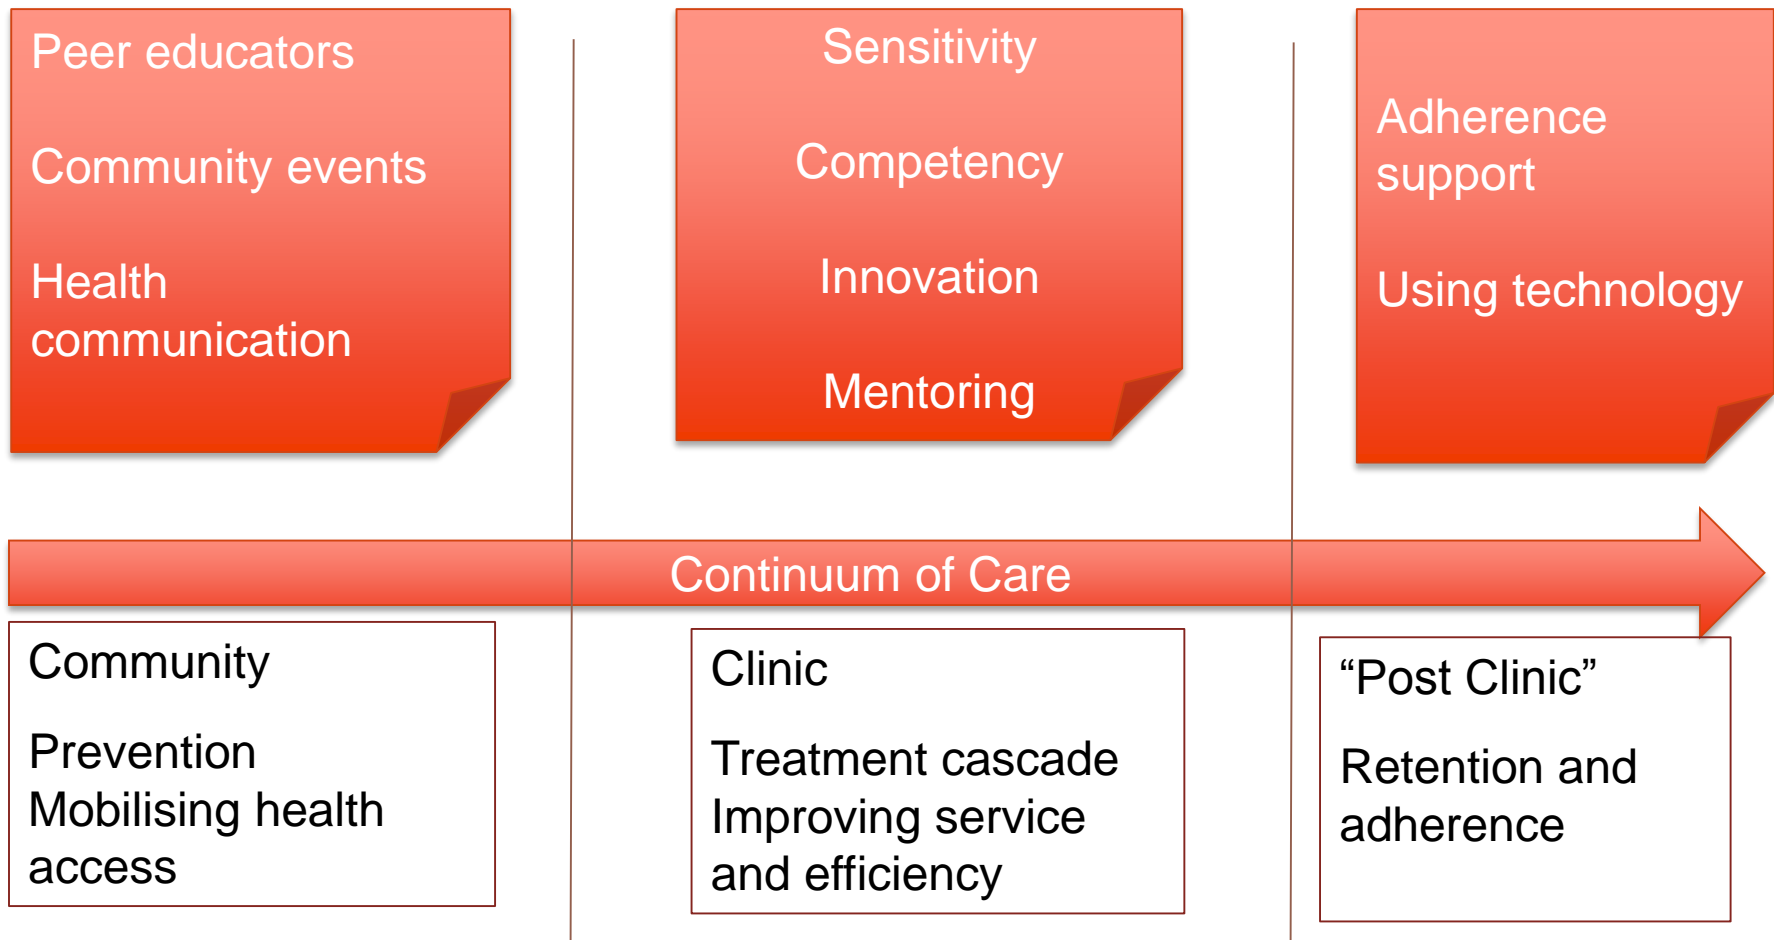 Peer educators
Community events
Health
communication
Sensitivity
Competency
Innovation
Mentoring
Adherence
support
Using technology
Continuum of Care
Community
Prevention
Mobilising health
access
Clinic
Treatment cascade
Improving service
and efficiency
“Post Clinic”
Retention and
adherence